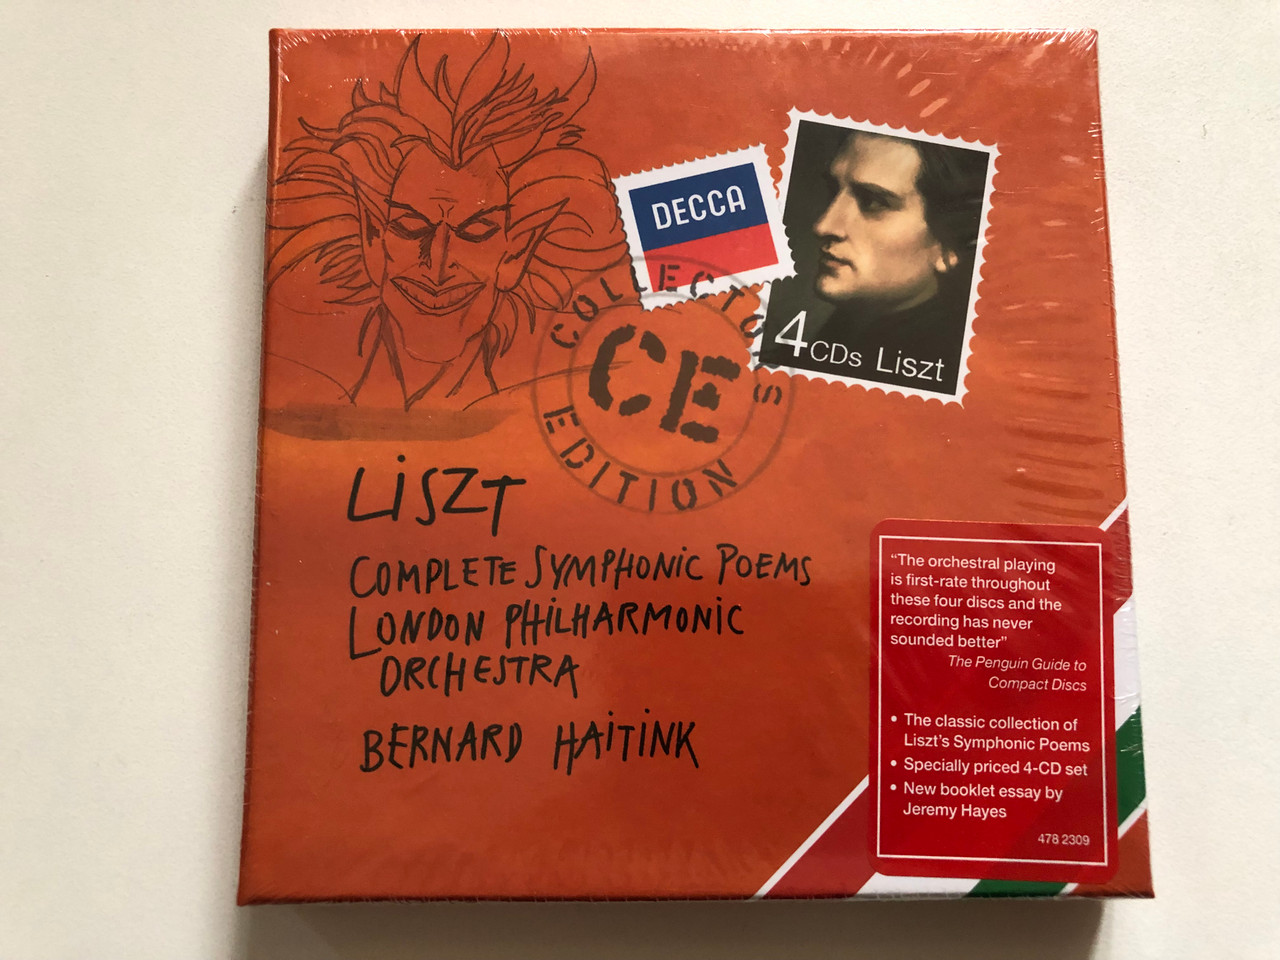 DECCA
4 CDs Liszt
COLLECTORS
CE
EDITION
LiSZT
COMPLETE SYMPHONiC POEMS
LONDON PHiLHARMONiC
ORCHESTRA
BERNARD HAiTiNK
“The orchestral playing
is first-rate throughout
these four discs and the
recording has never
sounded better”
The Penguin Guide to
Compact Discs
• The classic collection of
Liszt’s Symphonic Poems
• Specially priced 4-CD set
• New booklet essay by
Jeremy Hayes
478 2309